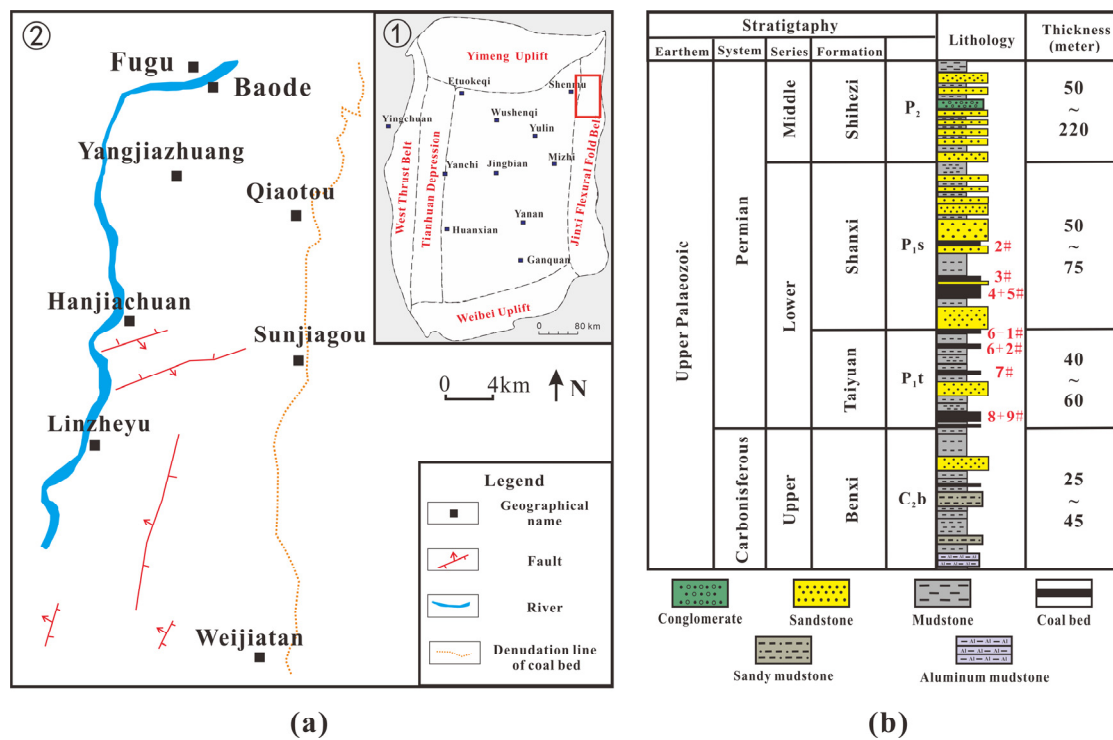 ②
Fugu
Baode
Yangjiazhuang
Qiaotou
Hanjiachuan
Sunjiagou
Linzheyu
Weijiatan
0 4km
N
①
Yimeng Uplift
Etuokeqi
Shenmu
Yingchuan
Wushenqi
Yulin
Mizhi
Yanchi
Jingbian
Yanan
Huanxian
Ganquan
West Thrust Belt
Tianhuan Depression
Jinxi Flexural Fold Bel
Weibei Uplift
0 80 km
Legend
Geographical
name
Fault
River
Denudation line
of coal bed
(a)
Stratigtaphy
Lithology
Thickness
(meter)
Earthem
System
Series
Formation
Upper Palaeozoic
Permian
Carbonisferous
Middle
Lower
Upper
Shihezi
Shanxi
Taiyuan
Benxi
P₂
P₁s
P₁t
C₂b
2#
3#
4+5#
6-1#
6+2#
7#
8+9#
50
~
220
50
~
75
40
~
60
25
~
45
Conglomerate
Sandstone
Mudstone
Coal bed
Sandy mudstone
Al Al Al
Aluminum mudstone
(b)